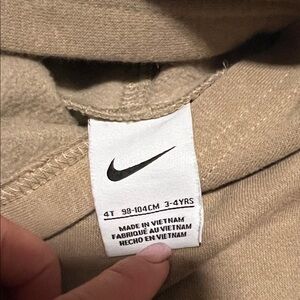 4T 98-104CM 3-4YRS
MADE IN VIETNAM
FABRIQUÉ AU VIETNAM
HECHO EN VIETNAM